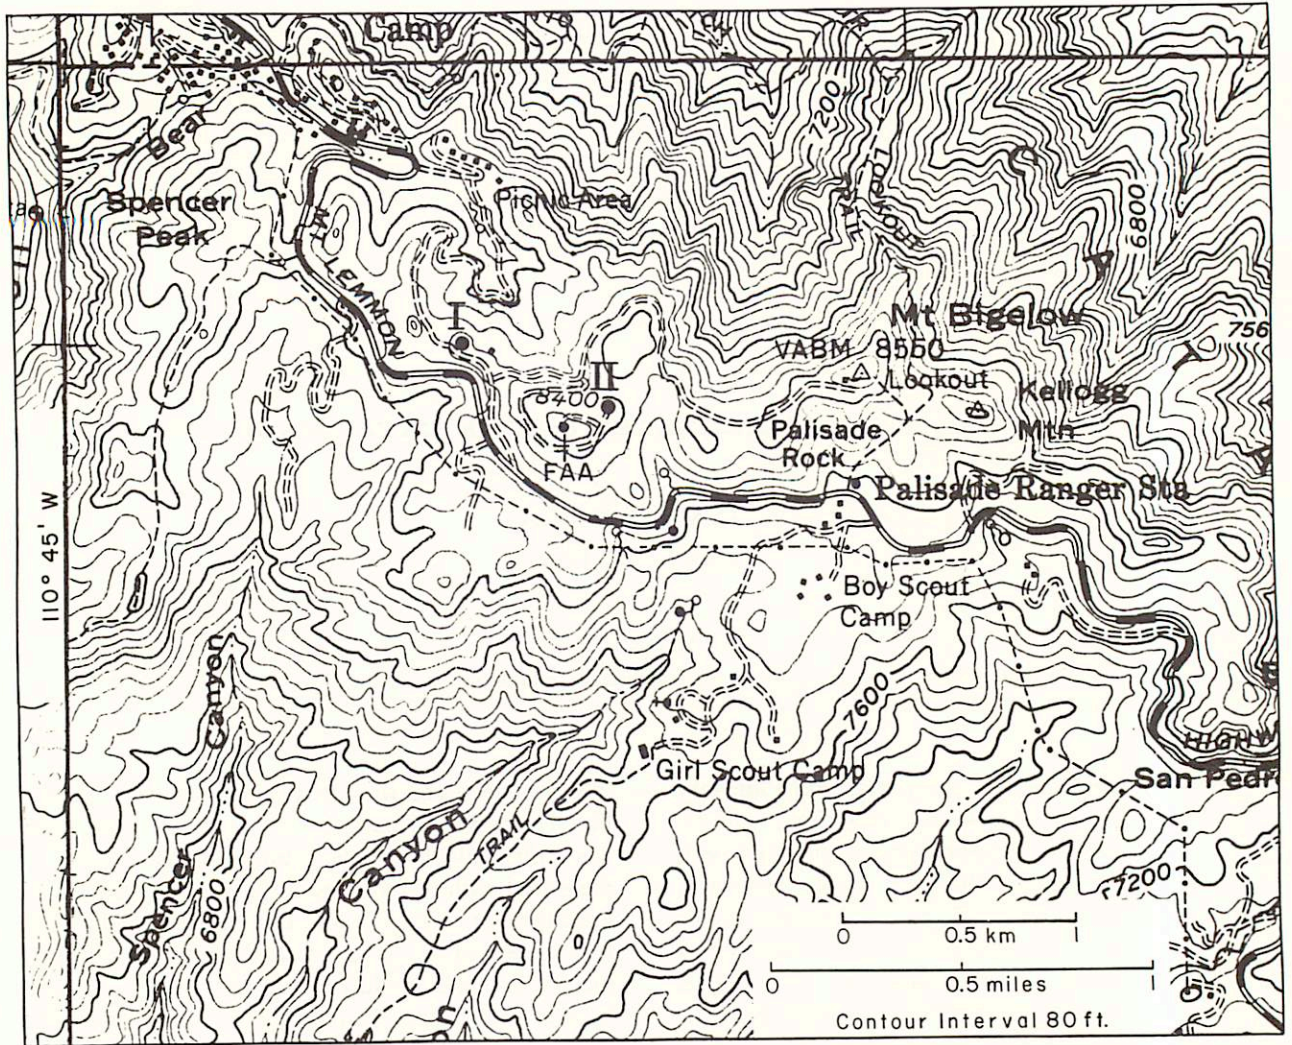 Camp
Bear
7200
Spencer
Peak
Picnic Area
TRAIL
LOOKOUT
6800
MT LEMMON
I
Mt Bigelow
756
VABM 8550
Lookout
II
8400
Kellogg
Mtn
Palisade
Rock
FAA
Palisade Ranger Sta
110° 45' W
Boy Scout
Camp
Canyon
7600
HIGHW
Girl Scout Camp
San Pedr
Canyon
TRAIL
Spencer
6800
7200
0 0.5 km 1
0 0.5 miles 1
Contour Interval 80 ft.